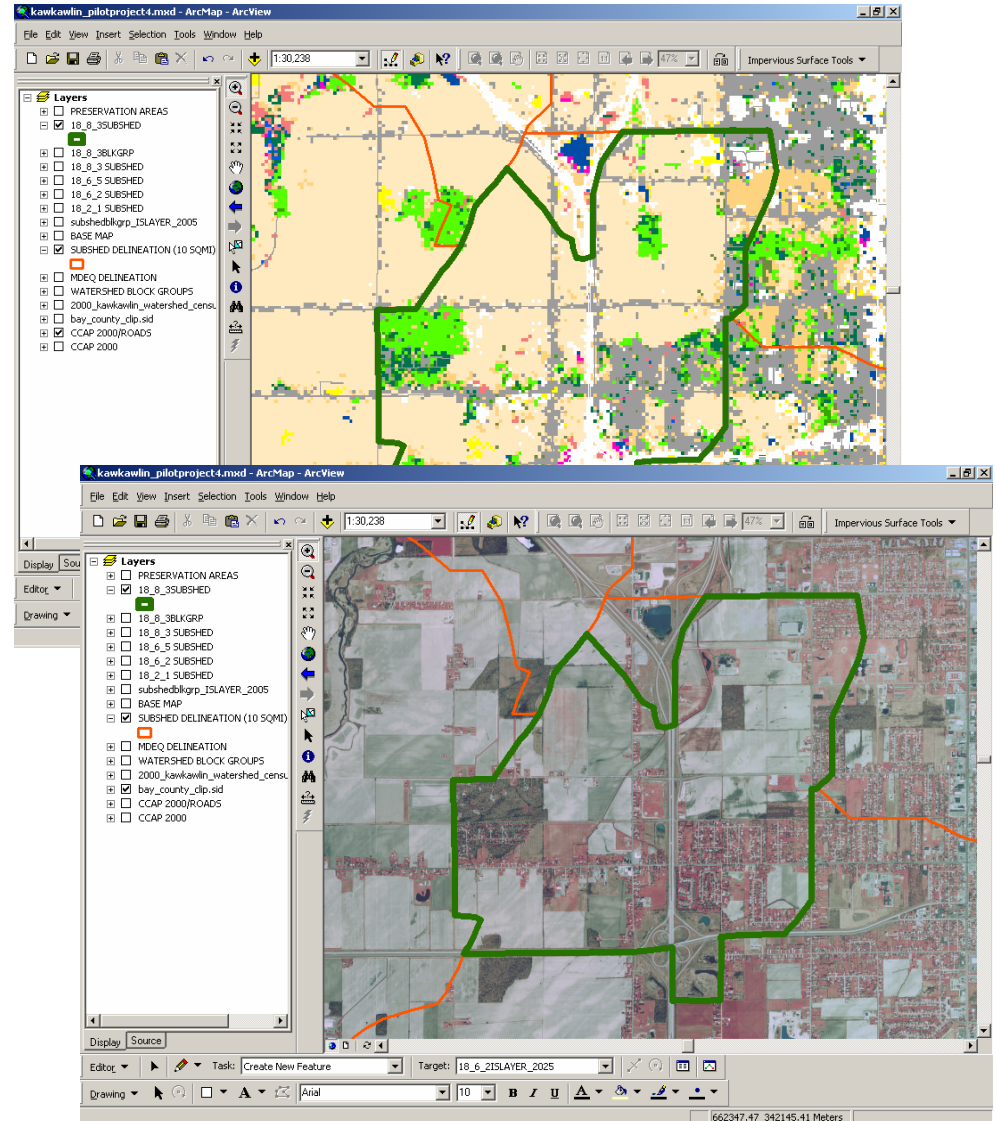 kawkawlin_pilotproject4.mxd - ArcMap - ArcView
File Edit View Insert Selection Tools Window Help
1:30,238
47%
Impervious Surface Tools
Layers
PRESERVATION AREAS
18_8_3SUBSHED
18_8_3BLKGRP
18_8_3 SUBSHED
18_6_5 SUBSHED
18_6_2 SUBSHED
18_2_1 SUBSHED
subshedblkgrp_ISLAYER_2005
BASE MAP
SUBSHED DELINEATION (10 SQMI)
MDEQ DELINEATION
WATERSHED BLOCK GROUPS
2000_kawkawlin_watershed_censu
bay_county_clip.sid
CCAP 2000/ROADS
CCAP 2000
Display Sou
Editor
Drawing
kawkawlin_pilotproject4.mxd - ArcMap - ArcView
File Edit View Insert Selection Tools Window Help
1:30,238
47%
Impervious Surface Tools
Layers
PRESERVATION AREAS
18_8_3SUBSHED
18_8_3BLKGRP
18_8_3 SUBSHED
18_6_5 SUBSHED
18_6_2 SUBSHED
18_2_1 SUBSHED
subshedblkgrp_ISLAYER_2005
BASE MAP
SUBSHED DELINEATION (10 SQMI)
MDEQ DELINEATION
WATERSHED BLOCK GROUPS
2000_kawkawlin_watershed_censu
bay_county_clip.sid
CCAP 2000/ROADS
CCAP 2000
Display Source
Editor Task: Create New Feature Target: 18_6_2ISLAYER_2025
Drawing A Arial 10 B I U A
662347.47 342145.41 Meters